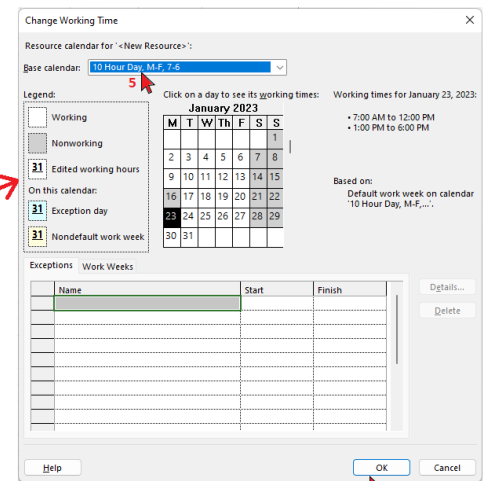 Change Working Time
Resource calendar for '<New Resource>':
Base calendar: 10 Hour Day, M-F, 7-6
5
Legend:
Click on a day to see its working times:
Working times for January 23, 2023:
Working
Nonworking
31 Edited working hours
On this calendar:
31 Exception day
31 Nondefault work week
January 2023
M T W Th F S S
1
2 3 4 5 6 7 8
9 10 11 12 13 14 15
16 17 18 19 20 21 22
23 24 25 26 27 28 29
30 31
• 7:00 AM to 12:00 PM
• 1:00 PM to 6:00 PM
Based on:
Default work week on calendar
'10 Hour Day, M-F,...'.
Exceptions Work Weeks
Name Start Finish
Details...
Delete
Help
OK
Cancel